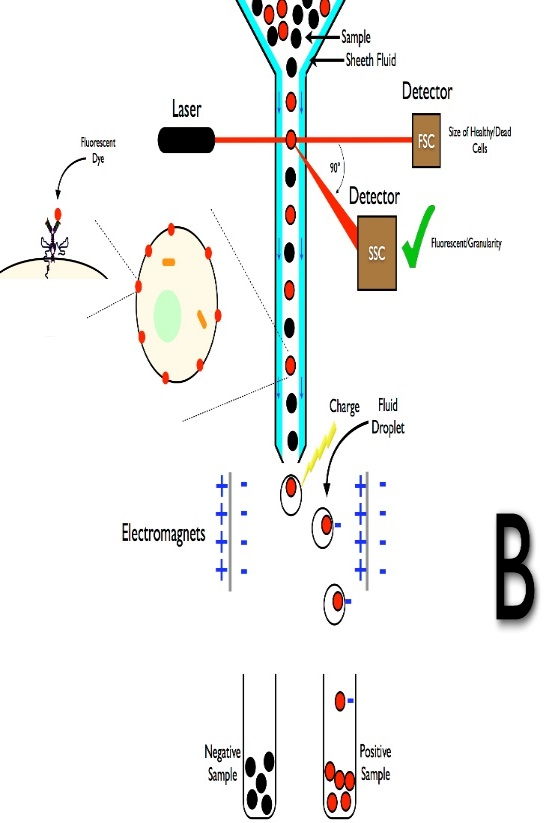 Sample
Sheeth Fluid
Laser
Detector
FSC
Size of Healthy/Dead
Cells
Fluorescent
Dye
90°
Detector
SSC
Fluorescent/Granularity
Charge
Fluid
Droplet
+ - + -
+ - -
+ - + -
Electromagnets
+ - + -
+ - + -
-
B
-
Negative
Sample
Positive
Sample